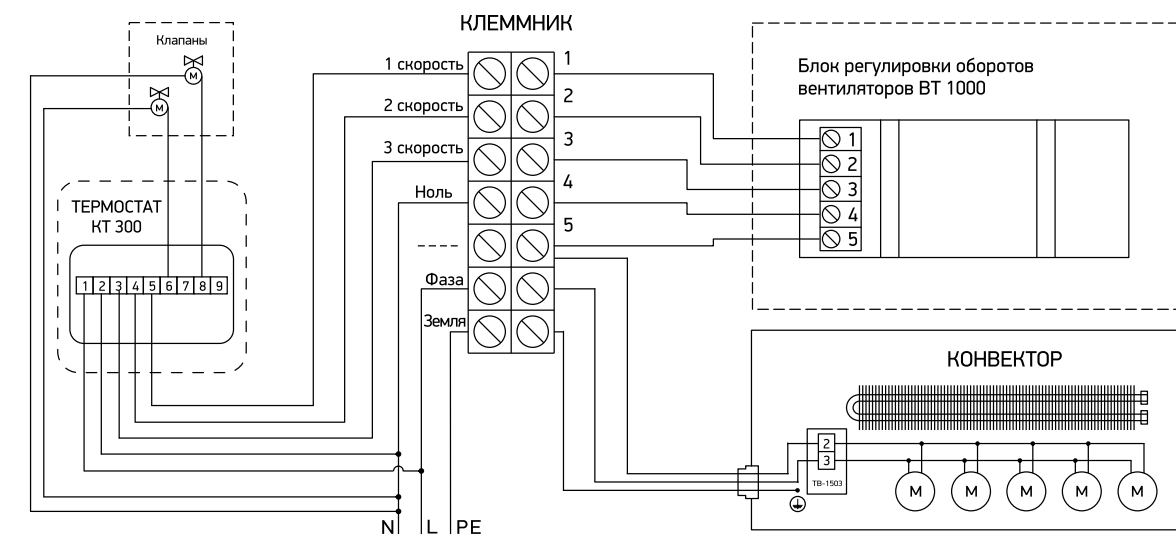 КЛЕММНИК
Клапаны
М
М
ТЕРМОСТАТ
КТ 300
1 2 3 4 5 6 7 8 9
1 скорость
2 скорость
3 скорость
Ноль
----
Фаза
Земля
1
2
3
4
5
Блок регулировки оборотов
вентиляторов ВТ 1000
1
2
3
4
5
КОНВЕКТОР
2
3
ТВ-1503
М М М М М
N L PE